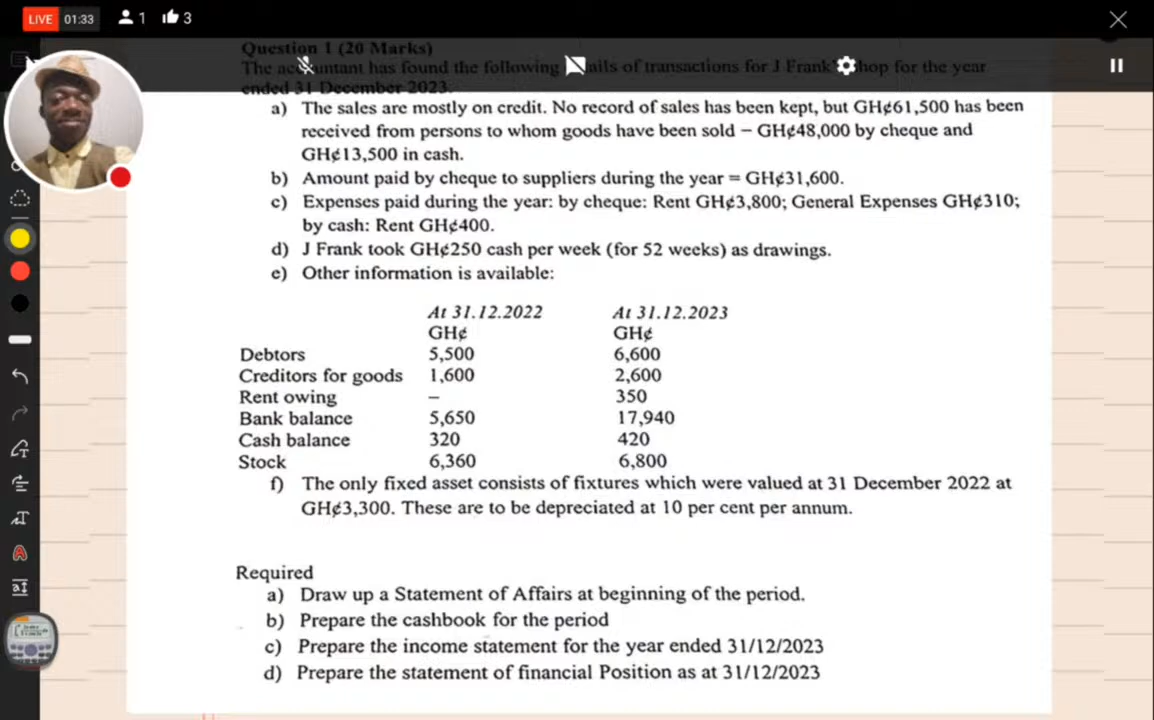 LIVE 01:33 1 3
Question 1 (20 Marks)
The accountant has found the following details of transactions for J Frank's shop for the year
ended 31 December 2023.
a) The sales are mostly on credit. No record of sales has been kept, but GH¢61,500 has been
received from persons to whom goods have been sold – GH¢48,000 by cheque and
GH¢13,500 in cash.
b) Amount paid by cheque to suppliers during the year = GH¢31,600.
c) Expenses paid during the year: by cheque: Rent GH¢3,800; General Expenses GH¢310;
by cash: Rent GH¢400.
d) J Frank took GH¢250 cash per week (for 52 weeks) as drawings.
e) Other information is available:
At 31.12.2022 At 31.12.2023
GH¢ GH¢
Debtors 5,500 6,600
Creditors for goods 1,600 2,600
Rent owing – 350
Bank balance 5,650 17,940
Cash balance 320 420
Stock 6,360 6,800
f) The only fixed asset consists of fixtures which were valued at 31 December 2022 at
GH¢3,300. These are to be depreciated at 10 per cent per annum.
Required
a) Draw up a Statement of Affairs at beginning of the period.
b) Prepare the cashbook for the period
c) Prepare the income statement for the year ended 31/12/2023
d) Prepare the statement of financial Position as at 31/12/2023